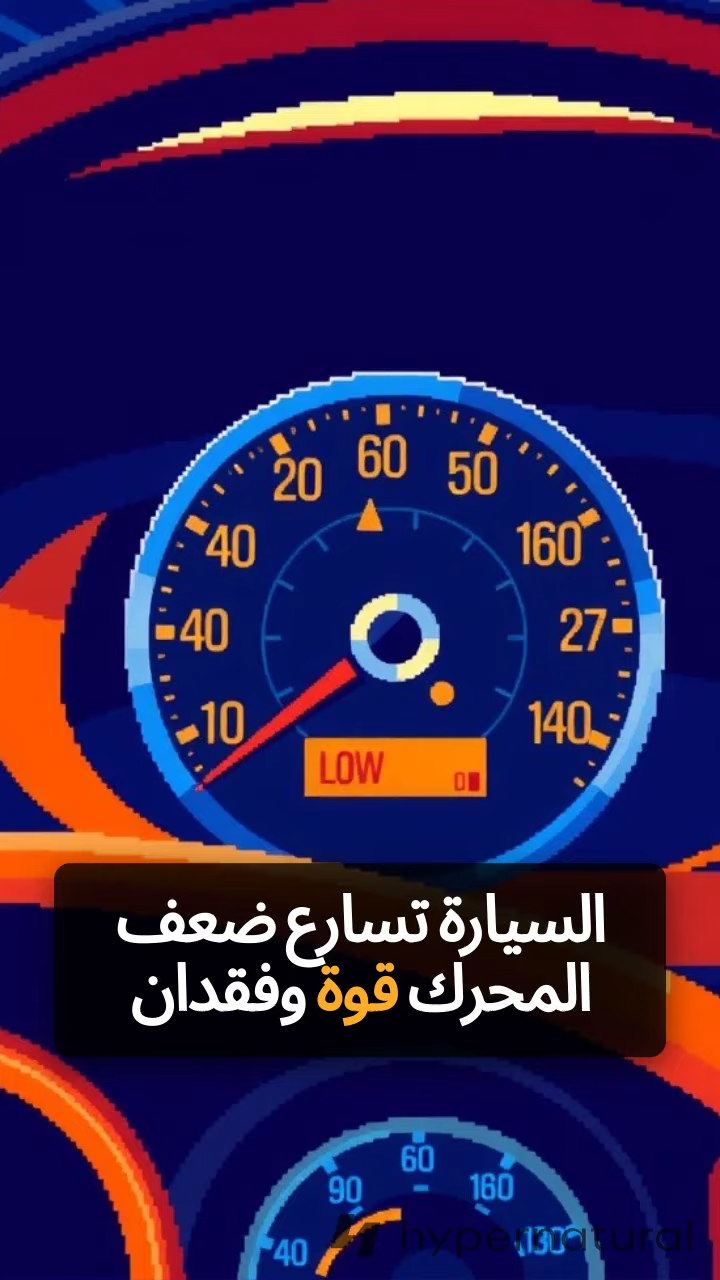 60
20 50
40 160
40 27
10 140
LOW
السيارة تسارع ضعف
المحرك قوة وفقدان
60
90 160
40 130
hypernatural